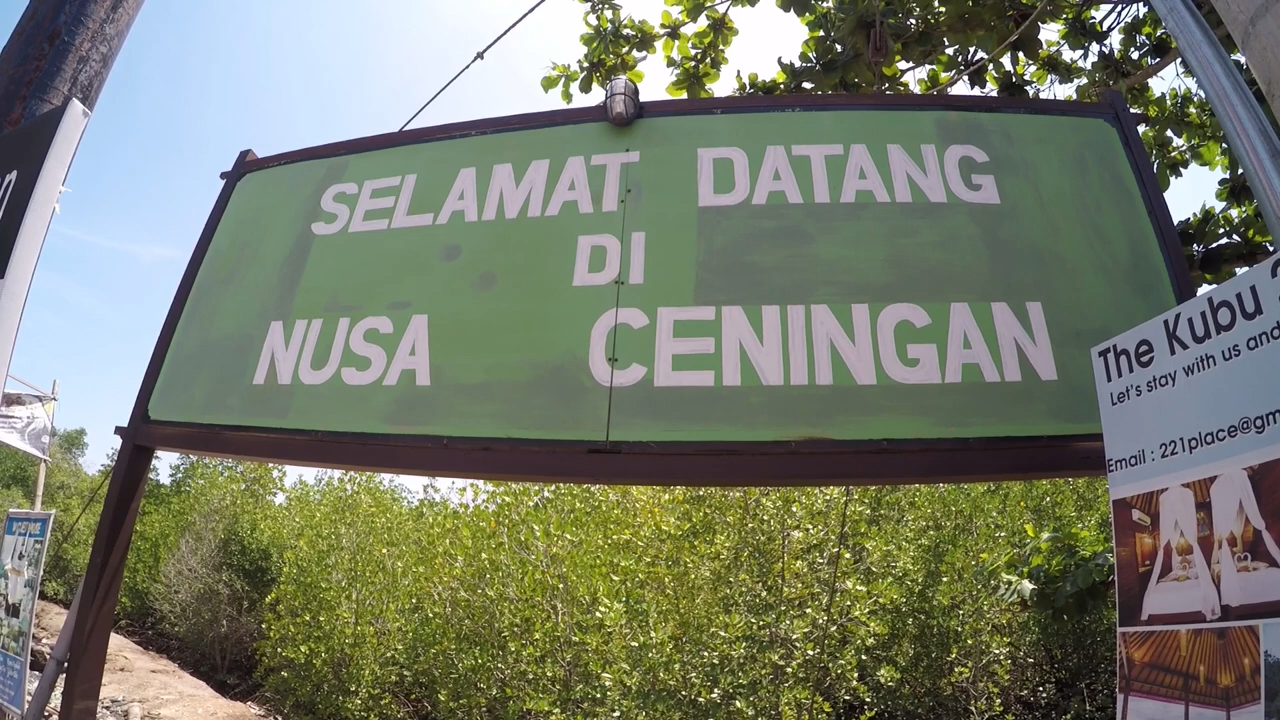 SELAMAT DATANG
DI
NUSA CENINGAN
The Kubu
Let's stay with us and
Email : 221place@gm